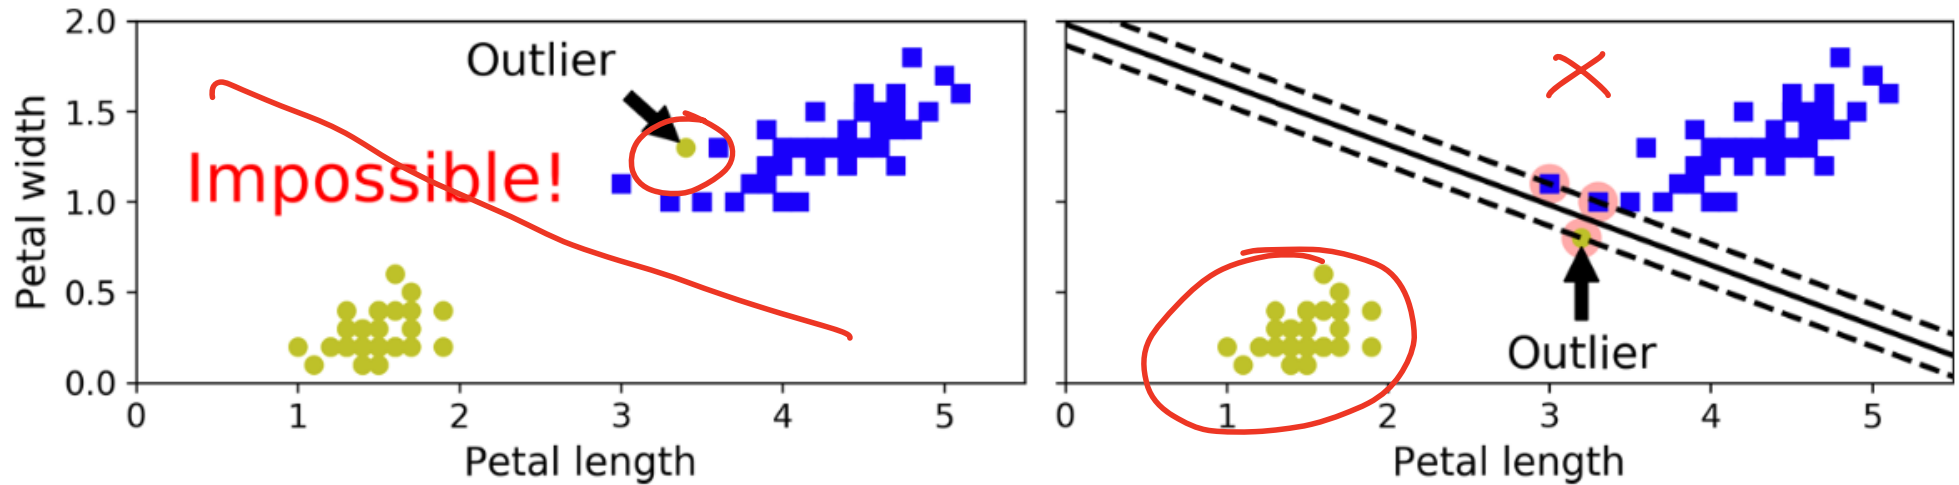 2.0
1.5
1.0
0.5
0.0
Petal width
Outlier
Impossible!
0 1 2 3 4 5
Petal length
Outlier
0 1 2 3 4 5
Petal length